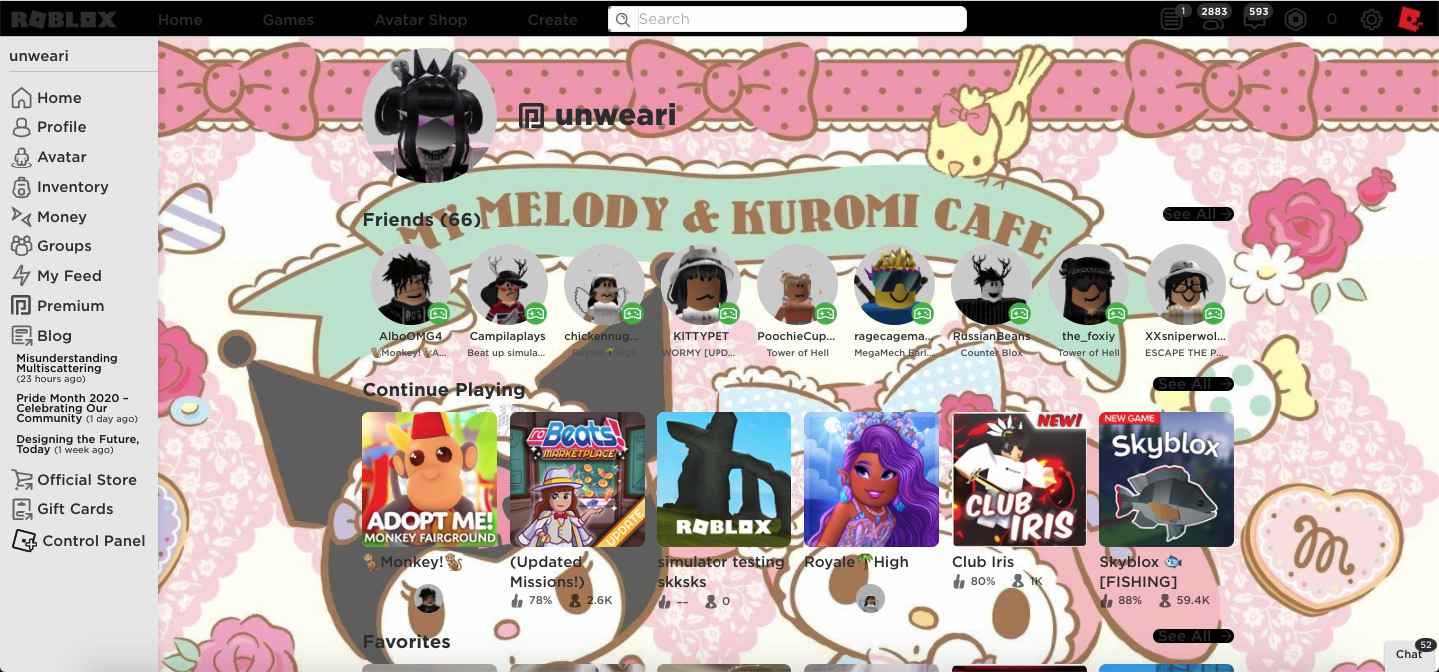 ROBLOX
Home
Games
Avatar Shop
Create
Search
1
2883
593
0
unweari
Home
Profile
Avatar
Inventory
Money
Groups
My Feed
Premium
Blog
Misunderstanding
Multiscattering
(23 hours ago)
Pride Month 2020 –
Celebrating Our
Community (1 day ago)
Designing the Future,
Today (1 week ago)
Official Store
Gift Cards
Control Panel
unweari
MY MELODY & KUROMI CAFE
Friends (66)
See All →
AlboOMG4
Campilaplays
chickennug...
KITTYPET
PoochieCup...
ragecagema...
RussianBeans
the_foxiy
XXsniperwol...
🐒Monkey!🐒A...
Beat up simula...
Royale🌴High
WORMY [UPD...
Tower of Hell
MegaMech Earl...
Counter Blox
Tower of Hell
ESCAPE THE P...
Continue Playing
See All →
ADOPT ME!
MONKEY FAIRGROUND
roBeats!
MARKETPLACE
UPDATE
ROBLOX
NEW!
CLUB
IRIS
NEW GAME
Skyblox
🐒Monkey!🐒
(Updated
Missions!)
78%
2.6K
simulator testing
skksks
--
0
Royale🌴High
Club Iris
80%
1K
Skyblox 🐟
[FISHING]
88%
59.4K
m
Favorites
See All →
Chat
52